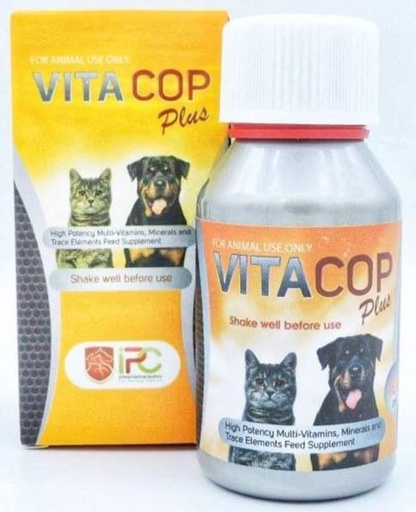 FOR ANIMAL USE ONLY
VITA COP
Plus
High Potency Multi-Vitamins, Minerals and
Trace Elements Feed Supplement
Shake well before use
iPC
FOR ANIMAL USE ONLY
VITACOP
Plus
Shake well before use
High Potency Multi-Vitamins, Minerals and
Trace Elements Feed Supplement